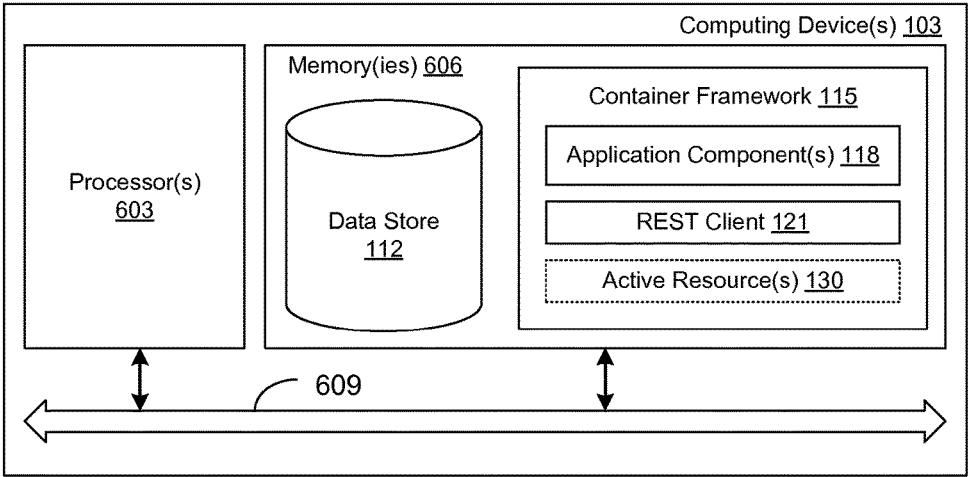 Computing Device(s) 103
Memory(ies) 606
Container Framework 115
Application Component(s) 118
Processor(s)
603
Data Store
112
REST Client 121
Active Resource(s) 130
609